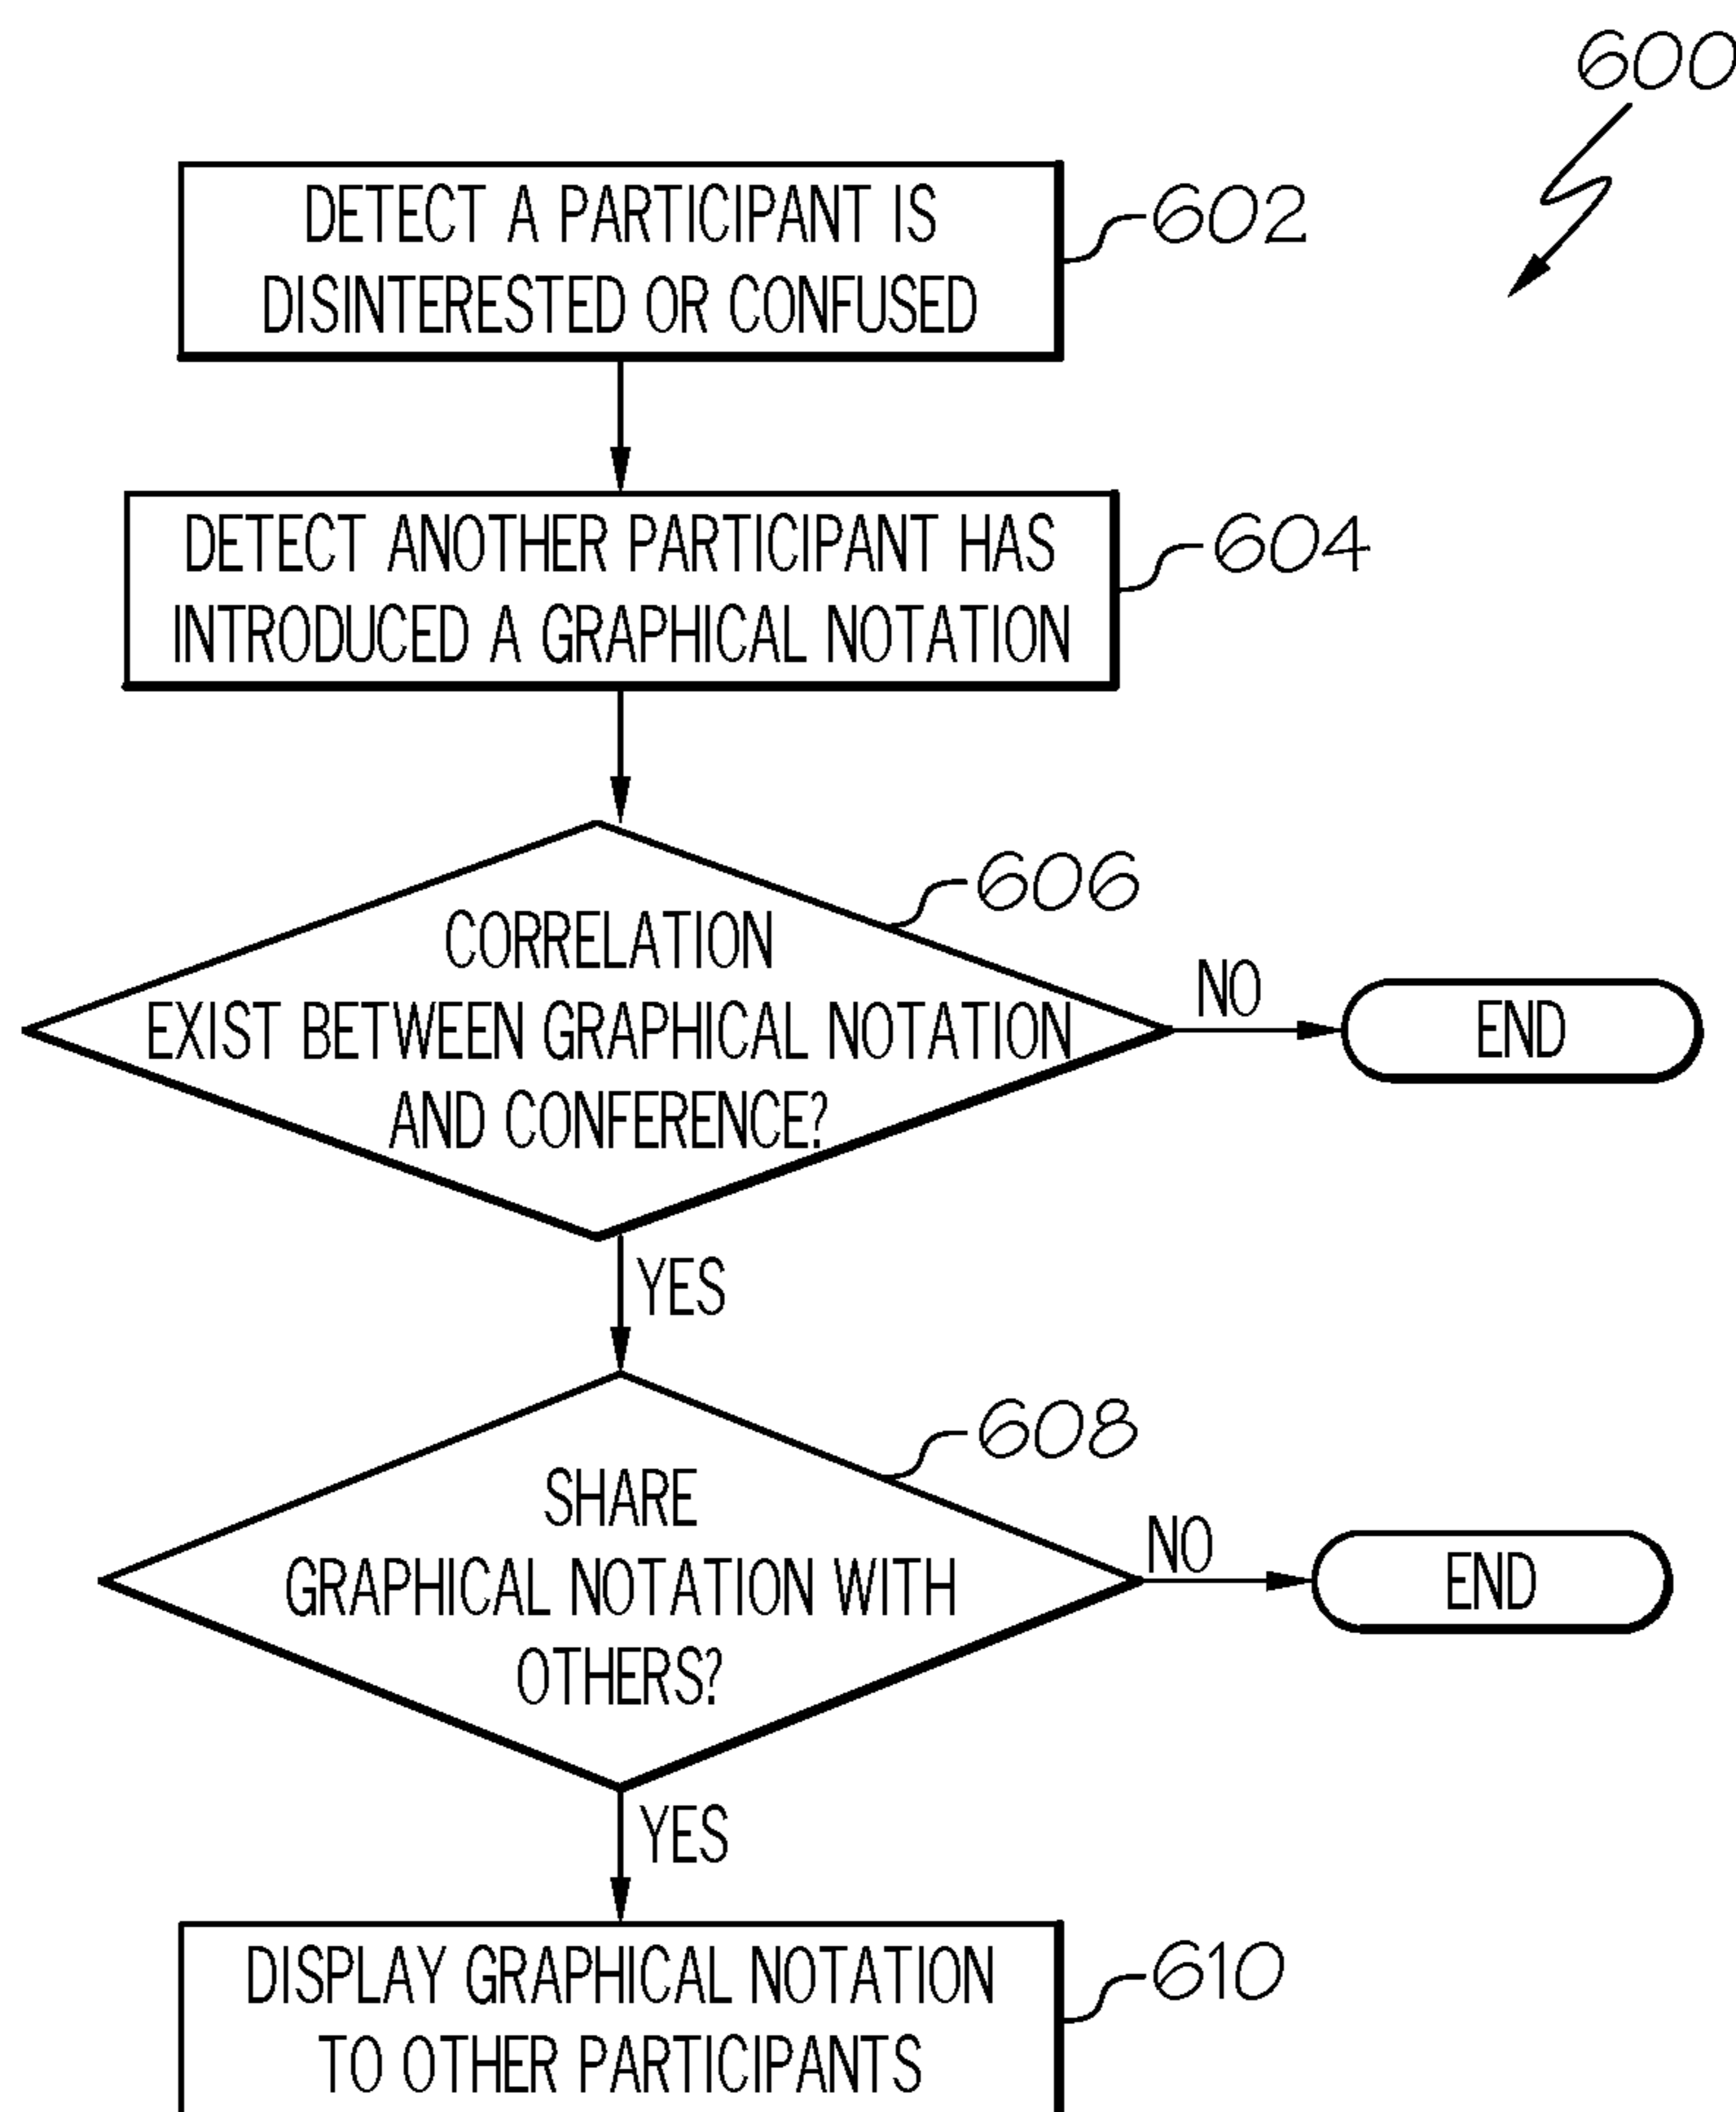 600
DETECT A PARTICIPANT IS
DISINTERESTED OR CONFUSED
602
DETECT ANOTHER PARTICIPANT HAS
INTRODUCED A GRAPHICAL NOTATION
604
606
CORRELATION
EXIST BETWEEN GRAPHICAL NOTATION
AND CONFERENCE?
NO
END
YES
608
SHARE
GRAPHICAL NOTATION WITH
OTHERS?
NO
END
YES
DISPLAY GRAPHICAL NOTATION
TO OTHER PARTICIPANTS
610